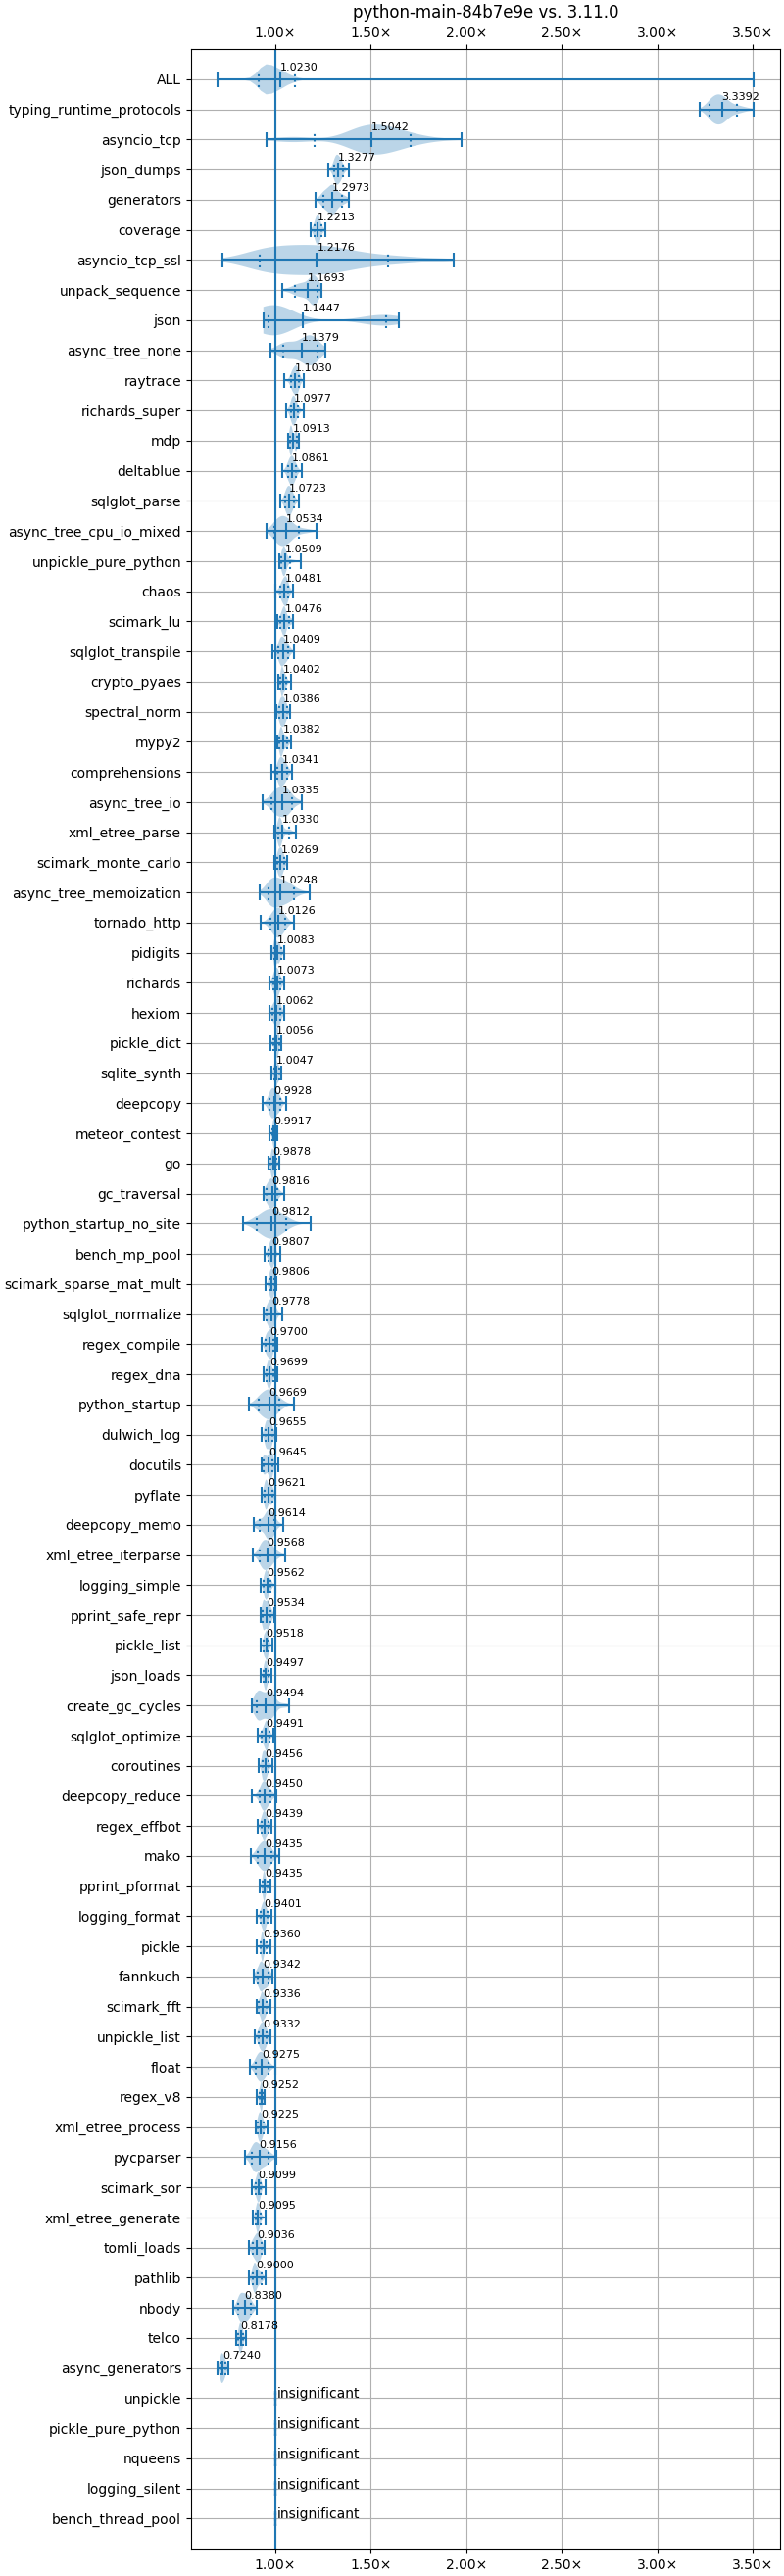 python-main-84b7e9e vs. 3.11.0
1.00× 1.50× 2.00× 2.50× 3.00× 3.50×
ALL 1.0230
typing_runtime_protocols 3.3392
asyncio_tcp 1.5042
json_dumps 1.3277
generators 1.2973
coverage 1.2213
asyncio_tcp_ssl 1.2176
unpack_sequence 1.1693
json 1.1447
async_tree_none 1.1379
raytrace 1.1030
richards_super 1.0977
mdp 1.0913
deltablue 1.0861
sqlglot_parse 1.0723
async_tree_cpu_io_mixed 1.0534
unpickle_pure_python 1.0509
chaos 1.0481
scimark_lu 1.0476
sqlglot_transpile 1.0409
crypto_pyaes 1.0402
spectral_norm 1.0386
mypy2 1.0382
comprehensions 1.0341
async_tree_io 1.0335
xml_etree_parse 1.0330
scimark_monte_carlo 1.0269
async_tree_memoization 1.0248
tornado_http 1.0126
pidigits 1.0083
richards 1.0073
hexiom 1.0062
pickle_dict 1.0056
sqlite_synth 1.0047
deepcopy 0.9928
meteor_contest 0.9917
go 0.9878
gc_traversal 0.9816
python_startup_no_site 0.9812
bench_mp_pool 0.9807
scimark_sparse_mat_mult 0.9806
sqlglot_normalize 0.9778
regex_compile 0.9700
regex_dna 0.9699
python_startup 0.9669
dulwich_log 0.9655
docutils 0.9645
pyflate 0.9621
deepcopy_memo 0.9614
xml_etree_iterparse 0.9568
logging_simple 0.9562
pprint_safe_repr 0.9534
pickle_list 0.9518
json_loads 0.9497
create_gc_cycles 0.9494
sqlglot_optimize 0.9491
coroutines 0.9456
deepcopy_reduce 0.9450
regex_effbot 0.9439
mako 0.9435
pprint_pformat 0.9435
logging_format 0.9401
pickle 0.9360
fannkuch 0.9342
scimark_fft 0.9336
unpickle_list 0.9332
float 0.9275
regex_v8 0.9252
xml_etree_process 0.9225
pycparser 0.9156
scimark_sor 0.9099
xml_etree_generate 0.9095
tomli_loads 0.9036
pathlib 0.9000
nbody 0.8380
telco 0.8178
async_generators 0.7240
unpickle insignificant
pickle_pure_python insignificant
nqueens insignificant
logging_silent insignificant
bench_thread_pool insignificant
1.00× 1.50× 2.00× 2.50× 3.00× 3.50×